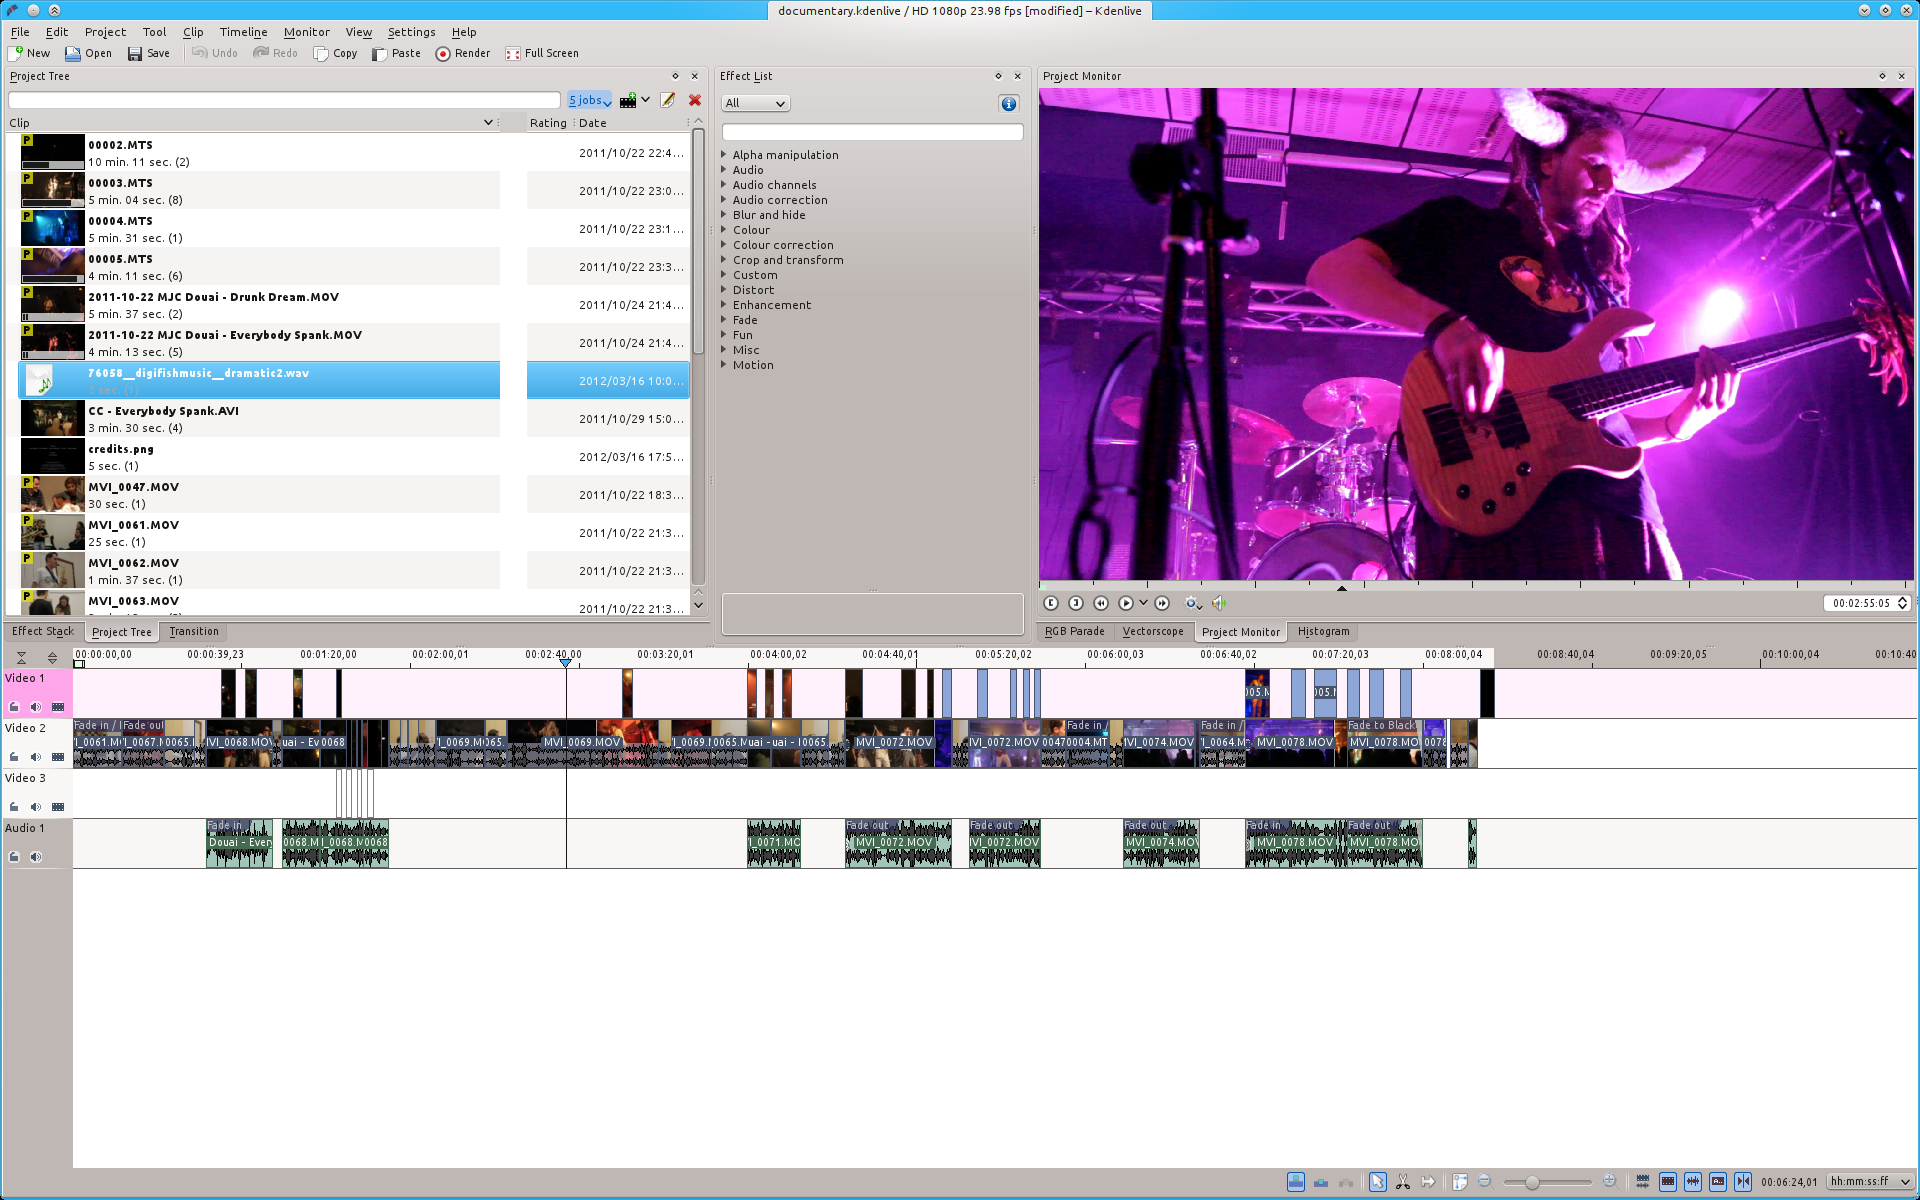 documentary.kdenlive / HD 1080p 23.98 fps [modified] – Kdenlive
File Edit Project Tool Clip Timeline Monitor View Settings Help
New Open Save Undo Redo Copy Paste Render Full Screen
Project Tree
5 jobs
Clip Rating Date
00002.MTS
10 min. 11 sec. (2) 2011/10/22 22:4...
00003.MTS
5 min. 04 sec. (8) 2011/10/22 23:0...
00004.MTS
5 min. 31 sec. (1) 2011/10/22 23:1...
00005.MTS
4 min. 11 sec. (6) 2011/10/22 23:3...
2011-10-22 MJC Douai - Drunk Dream.MOV
5 min. 37 sec. (2) 2011/10/24 21:4...
2011-10-22 MJC Douai - Everybody Spank.MOV
4 min. 13 sec. (5) 2011/10/24 21:4...
76058__digifishmusic__dramatic2.wav
2012/03/16 10:0...
CC - Everybody Spank.AVI
3 min. 30 sec. (4) 2011/10/29 15:0...
credits.png
5 sec. (1) 2012/03/16 17:5...
MVI_0047.MOV
30 sec. (1) 2011/10/22 18:3...
MVI_0061.MOV
25 sec. (1) 2011/10/22 21:3...
MVI_0062.MOV
1 min. 37 sec. (1) 2011/10/22 21:3...
MVI_0063.MOV
2011/10/22 21:3...
Effect Stack Project Tree Transition
Effect List
All
Alpha manipulation
Audio
Audio channels
Audio correction
Blur and hide
Colour
Colour correction
Crop and transform
Custom
Distort
Enhancement
Fade
Fun
Misc
Motion
Project Monitor
00:02:55:05
RGB Parade Vectorscope Project Monitor Histogram
00:00:00,00 00:00:39,23 00:01:20,00 00:02:00,01 00:02:40,00 00:03:20,01 00:04:00,02 00:04:40,01 00:05:20,02 00:06:00,03 00:06:40,02 00:07:20,03 00:08:00,04 00:08:40,04 00:09:20,05 00:10:00,04 00:10:40
Video 1
005.M 005.M
Video 2
Fade in / Fade out Fade in / Fade in / Fade to Black
I_0061.M I_0067.M 0065.I VI_0068.MOV uai - Ev 0068 I_0069.M 065. MVI_0069.MOV I_0069.M 0065.M uai - uai - I 0065. MVI_0072.MOV VI_0072.MOV 00470004.MT VI_0074.MOV I_0064.M MVI_0078.MOV MVI_0078.MO 0078
Video 3
Audio 1
Fade in Fade out Fade out Fade out Fade in Fade out
Douai - Ever 0068.M I_0068.M 0068 I_0071.MO MVI_0072.MOV VI_0072.MOV MVI_0074.MOV MVI_0078.MOV MVI_0078.MO
00:06:24,01 hh:mm:ss:ff